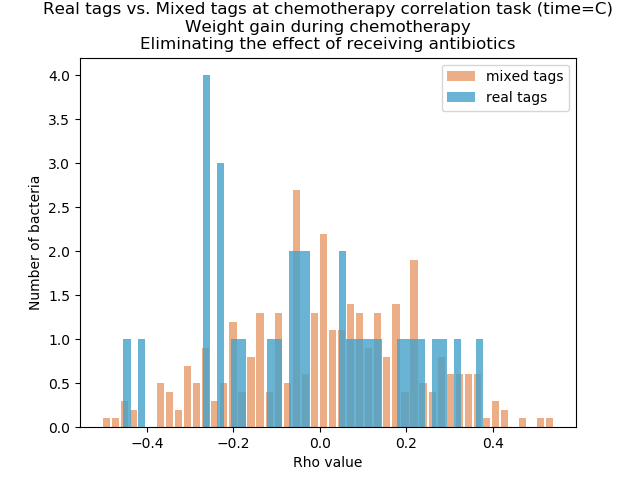 Real tags vs. Mixed tags at chemotherapy correlation task (time=C)
Weight gain during chemotherapy
Eliminating the effect of receiving antibiotics
mixed tags
real tags
Number of bacteria
4.0
3.5
3.0
2.5
2.0
1.5
1.0
0.5
0.0
−0.4 −0.2 0.0 0.2 0.4
Rho value